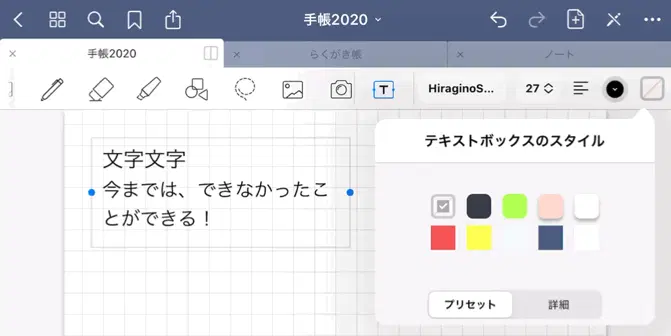 手帳2020
手帳2020
らくがき帳
ノート
T
HiraginoS...
27
テキストボックスのスタイル
文字文字
今までは、できなかったこ
とができる！
プリセット
詳細